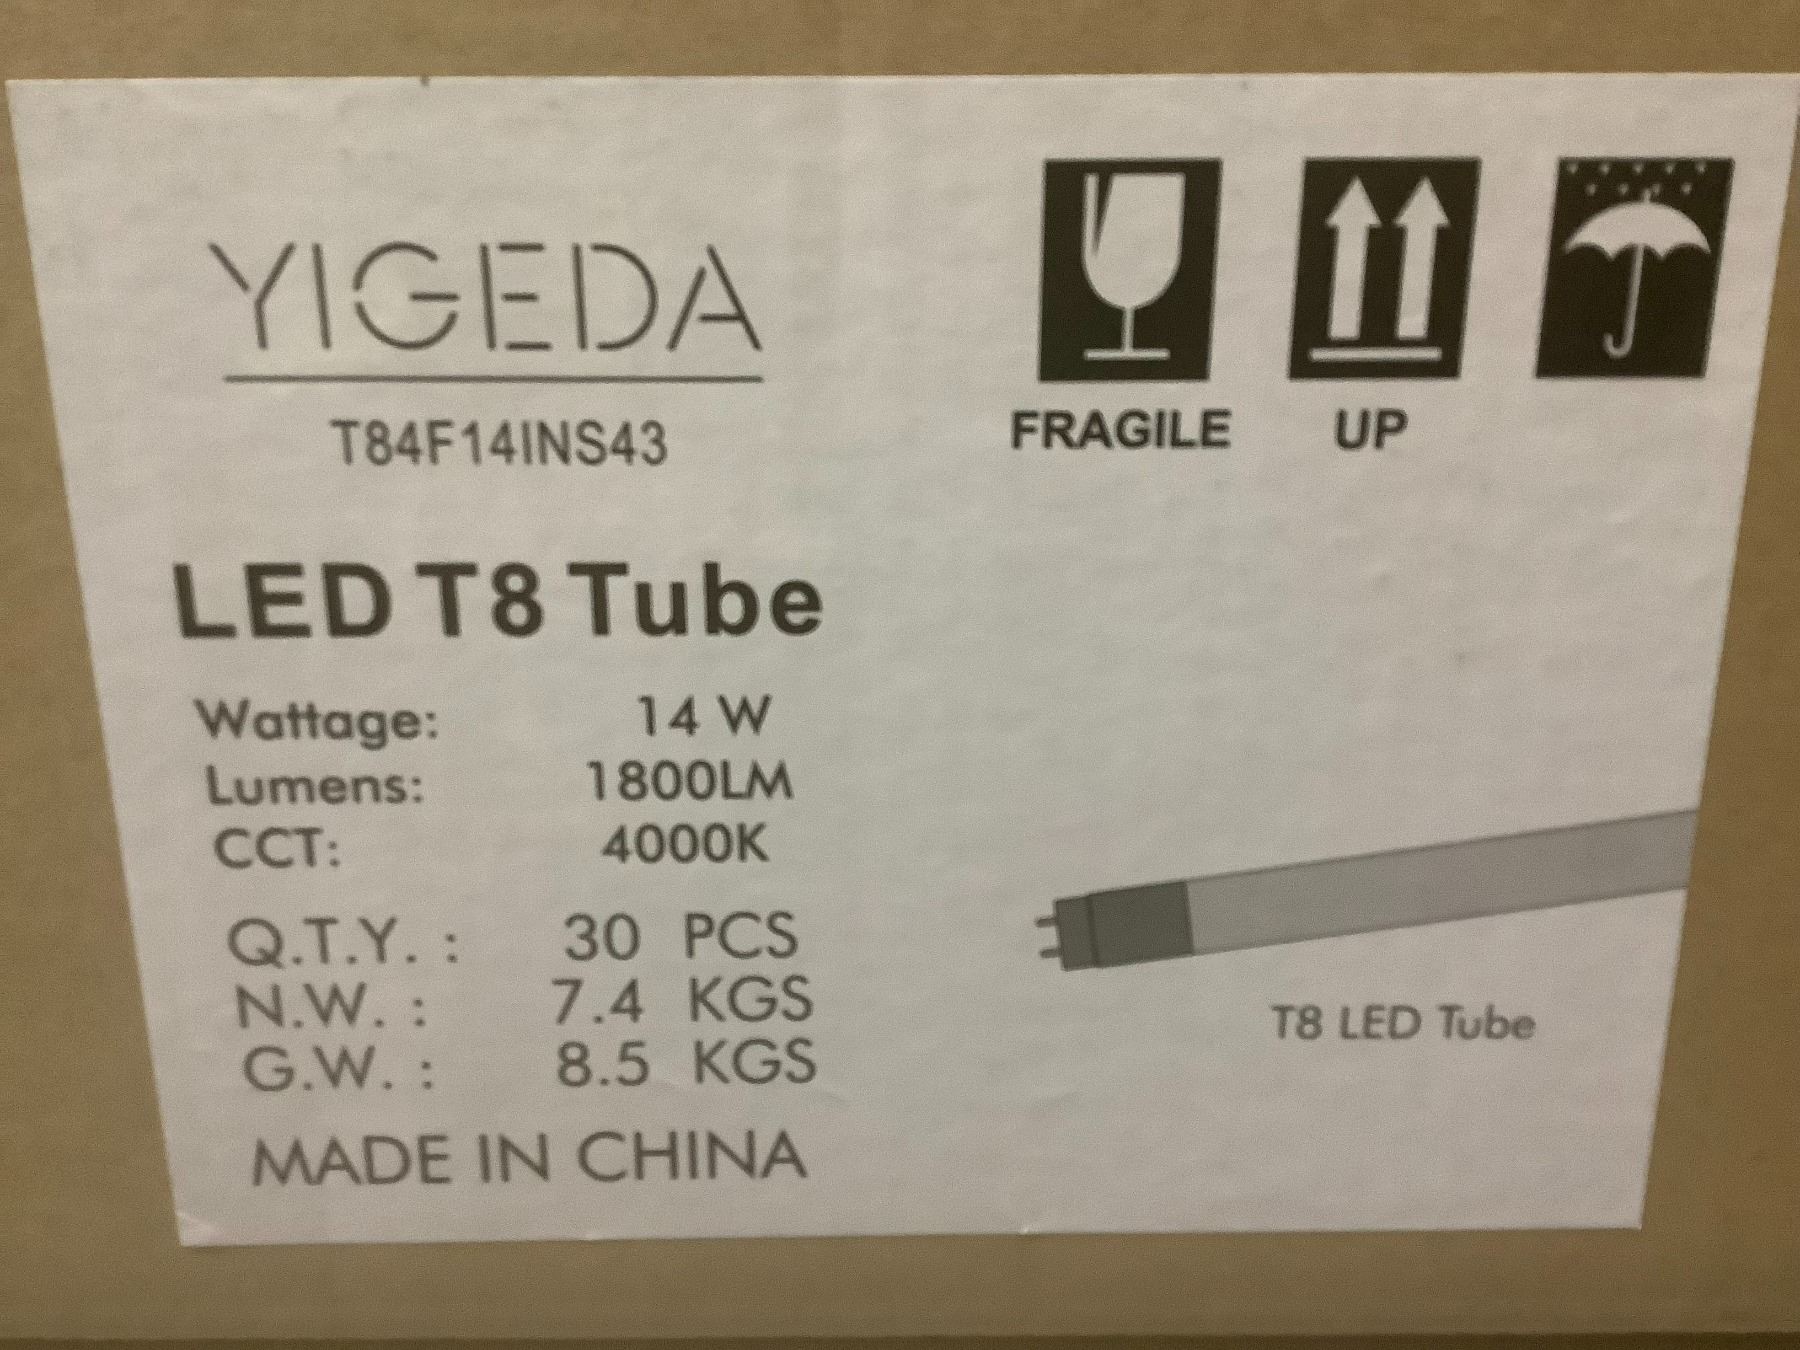 YIGEDA
T84F14INS43
FRAGILE
UP
LED T8 Tube
Wattage: 14 W
Lumens: 1800LM
CCT: 4000K
Q.T.Y. : 30 PCS
N.W. : 7.4 KGS
G.W. : 8.5 KGS
MADE IN CHINA
T8 LED Tube